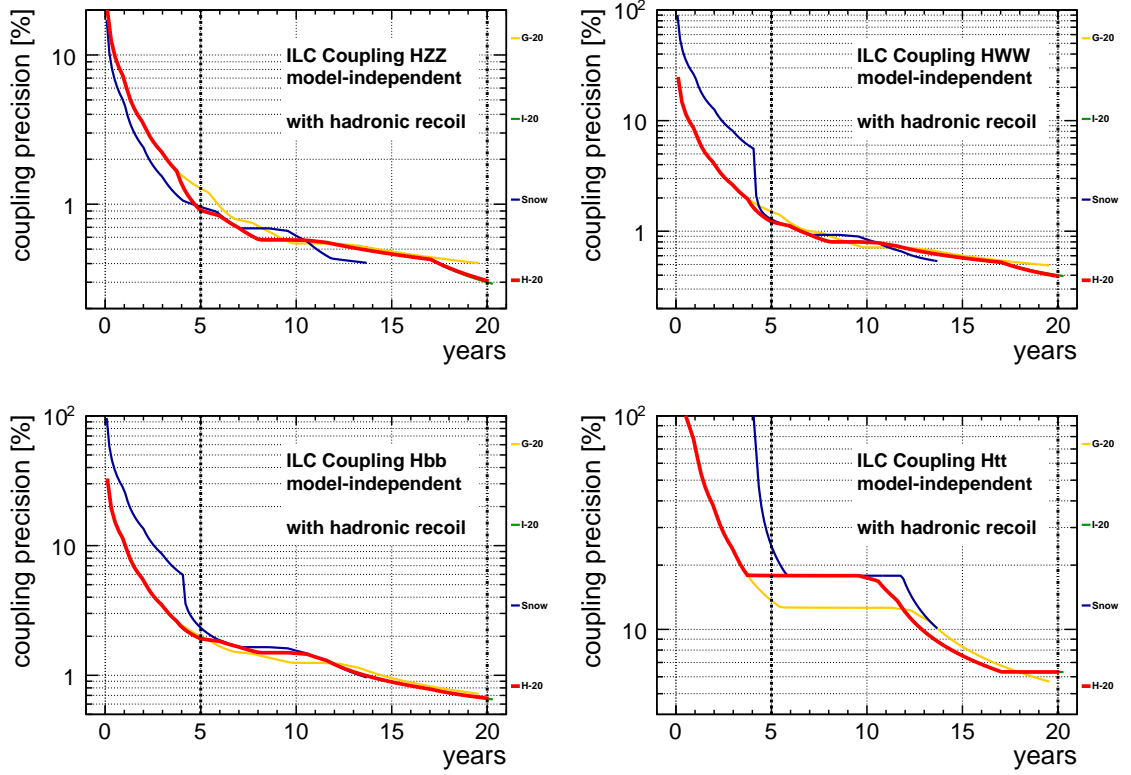 coupling precision [%]
10
1
ILC Coupling HZZ
model-independent
with hadronic recoil
0 5 10 15 20
years
G-20
I-20
Snow
H-20
coupling precision [%]
10²
10
1
ILC Coupling HWW
model-independent
with hadronic recoil
0 5 10 15 20
years
G-20
I-20
Snow
H-20
coupling precision [%]
10²
10
1
ILC Coupling Hbb
model-independent
with hadronic recoil
0 5 10 15 20
years
G-20
I-20
Snow
H-20
coupling precision [%]
10²
10
ILC Coupling Htt
model-independent
with hadronic recoil
0 5 10 15 20
years
G-20
I-20
Snow
H-20